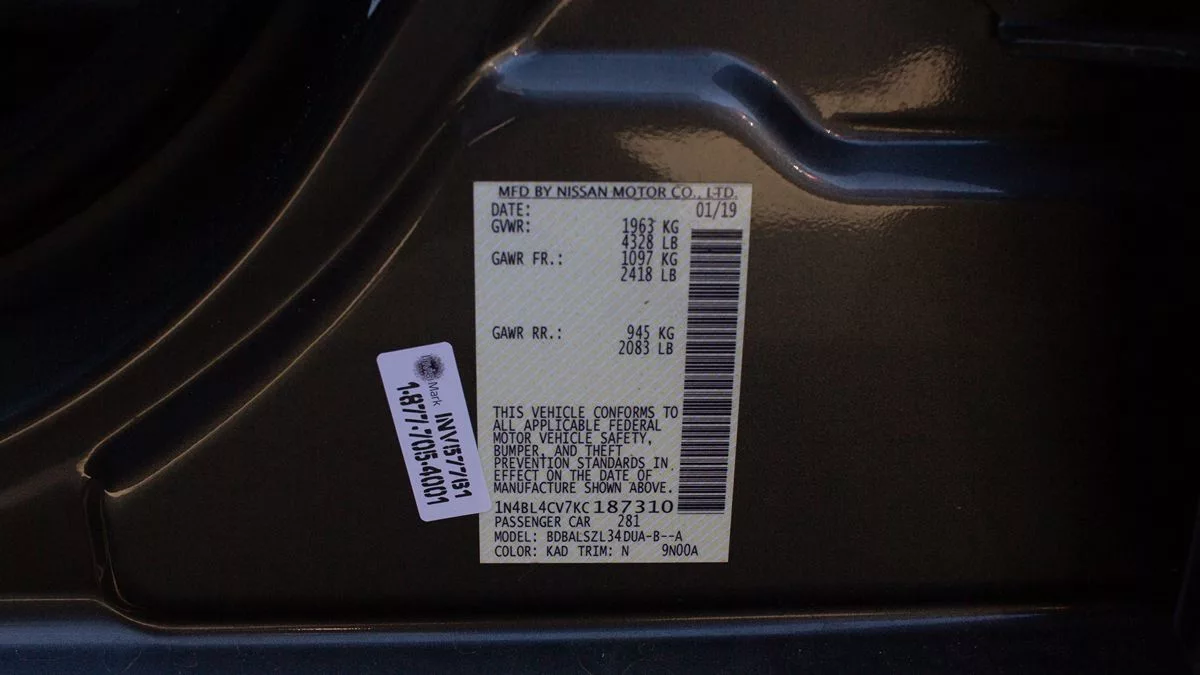 MFD BY NISSAN MOTOR CO., LTD.
DATE: 01/19
GVWR: 1963 KG
4328 LB
GAWR FR.: 1097 KG
2418 LB
GAWR RR.: 945 KG
2083 LB
THIS VEHICLE CONFORMS TO
ALL APPLICABLE FEDERAL
MOTOR VEHICLE SAFETY,
BUMPER, AND THEFT
PREVENTION STANDARDS IN
EFFECT ON THE DATE OF
MANUFACTURE SHOWN ABOVE.
1N4BL4CV7KC187310
PASSENGER CAR 281
MODEL: BDBALSZL34DUA-B--A
COLOR: KAD TRIM: N 9N00A
Mark
1-877-705-4001